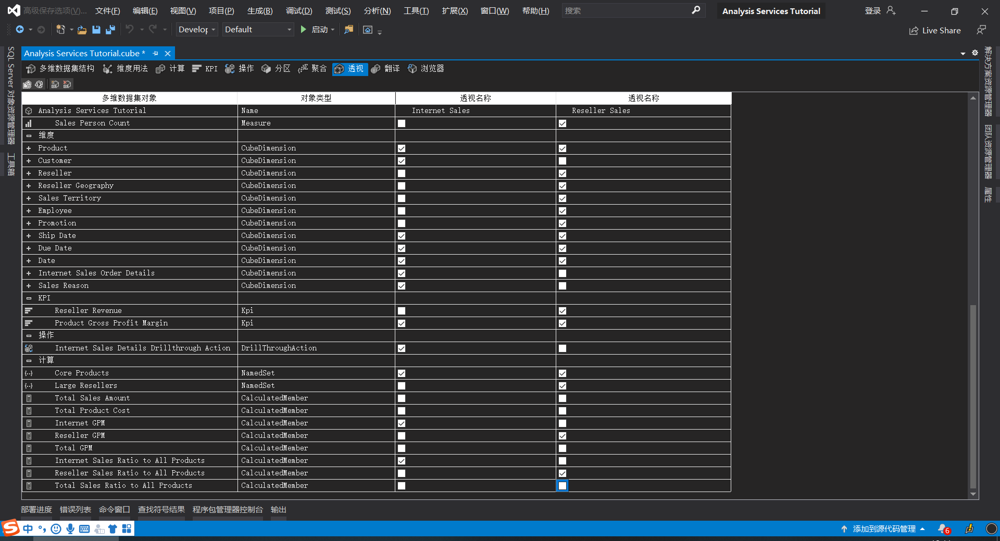 高级保存选项(V)... 文件(F) 编辑(E) 视图(V) 项目(P) 生成(B) 调试(D) 测试(S) 分析(N) 工具(T) 扩展(X) 窗口(W) 帮助(H) 搜索 Analysis Services Tutorial 登录
Develop Default 启动 Live Share
SQL Server 对象资源管理器
工具箱
Analysis Services Tutorial.cube *
多维数据集结构 维度用法 计算 KPI 操作 分区 聚合 透视 翻译 浏览器
多维数据集对象 对象类型 透视名称 透视名称
Analysis Services Tutorial Name Internet Sales Reseller Sales
Sales Person Count Measure
维度
Product CubeDimension
Customer CubeDimension
Reseller CubeDimension
Reseller Geography CubeDimension
Sales Territory CubeDimension
Employee CubeDimension
Promotion CubeDimension
Ship Date CubeDimension
Due Date CubeDimension
Date CubeDimension
Internet Sales Order Details CubeDimension
Sales Reason CubeDimension
KPI
Reseller Revenue Kpi
Product Gross Profit Margin Kpi
操作
Internet Sales Details Drillthrough Action DrillThroughAction
计算
Core Products NamedSet
Large Resellers NamedSet
Total Sales Amount CalculatedMember
Total Product Cost CalculatedMember
Internet GPM CalculatedMember
Reseller GPM CalculatedMember
Total GPM CalculatedMember
Internet Sales Ratio to All Products CalculatedMember
Reseller Sales Ratio to All Products CalculatedMember
Total Sales Ratio to All Products CalculatedMember
解决方案资源管理器
团队资源管理器
属性
部署进度 错误列表 命令窗口 查找符号结果 程序包管理器控制台 输出
S 中 添加到源代码管理 6